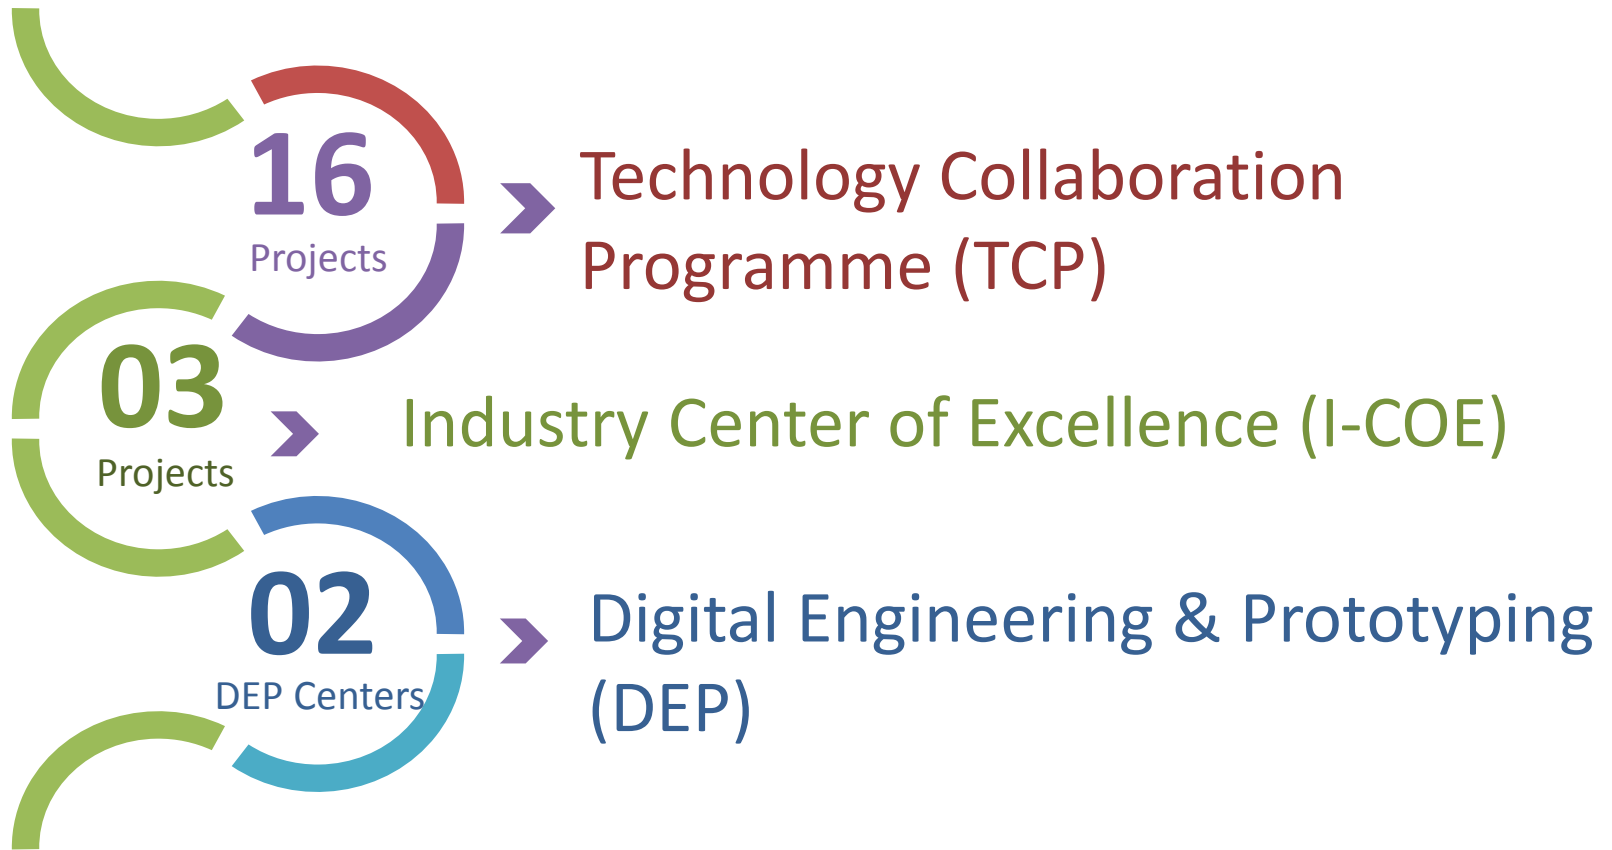 16
Projects
Technology Collaboration
Programme (TCP)
03
Projects
Industry Center of Excellence (I-COE)
02
DEP Centers
Digital Engineering & Prototyping
(DEP)